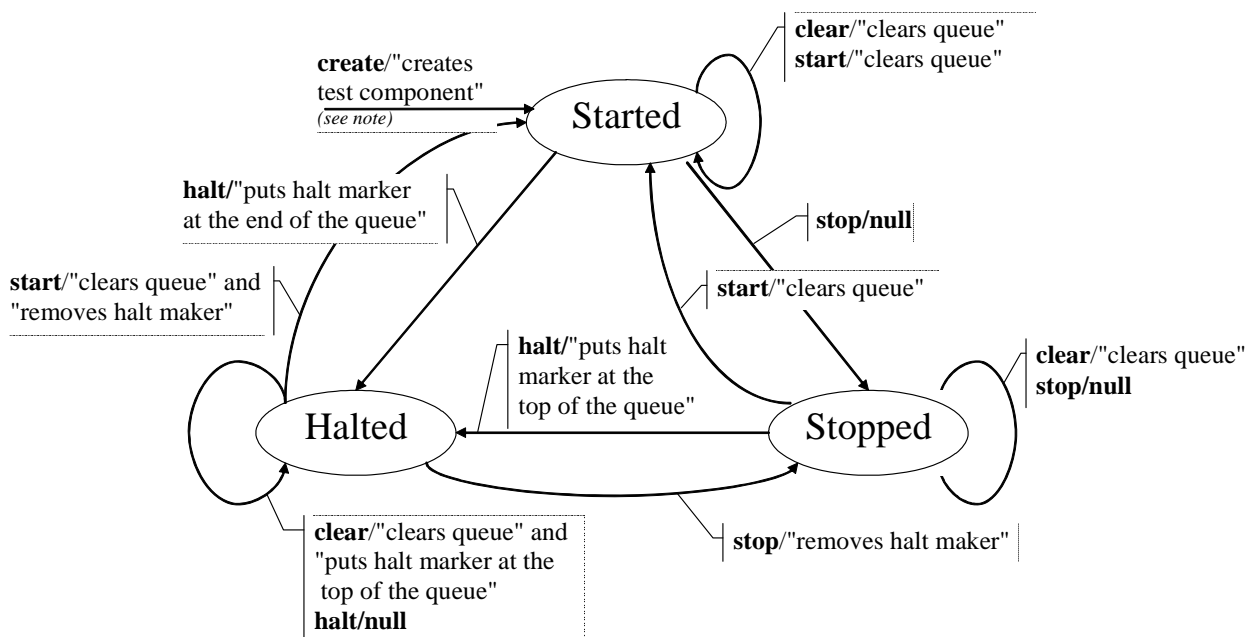 clear/"clears queue"
start/"clears queue"
create/"creates
test component"
(see note)
Started
halt/"puts halt marker
at the end of the queue"
stop/null
start/"clears queue" and
"removes halt maker"
start/"clears queue"
halt/"puts halt
marker at the
top of the queue"
clear/"clears queue"
stop/null
Halted
Stopped
clear/"clears queue" and
"puts halt marker at the
top of the queue"
halt/null
stop/"removes halt maker"